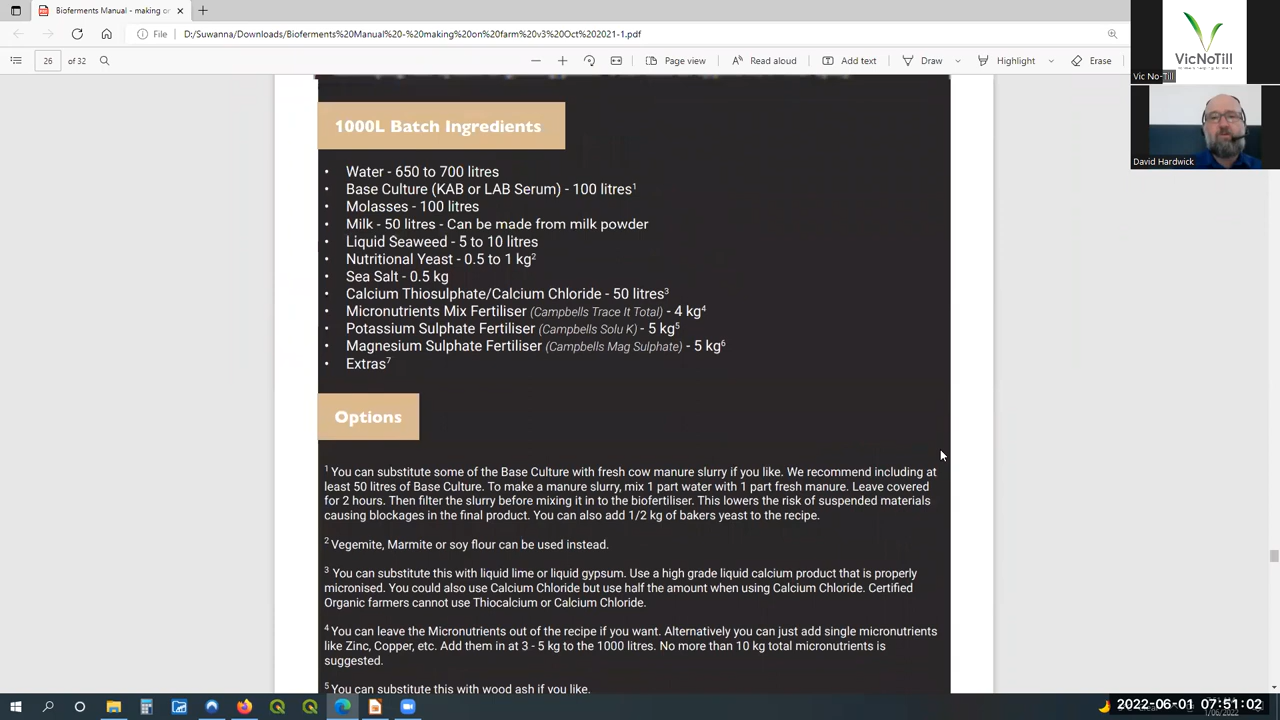 Bioferments Manual - making or
File
D:/Suwanna/Downloads/Bioferments%20Manual%20-%20making%20on%20farm%20v3%20Oct%202021-1.pdf
26 of 32
Page view
Read aloud
Add text
Draw
Highlight
Erase
VicNoTill
Vic No-Till
David Hardwick
1000L Batch Ingredients
• Water - 650 to 700 litres
• Base Culture (KAB or LAB Serum) - 100 litres1
• Molasses - 100 litres
• Milk - 50 litres - Can be made from milk powder
• Liquid Seaweed - 5 to 10 litres
• Nutritional Yeast - 0.5 to 1 kg2
• Sea Salt - 0.5 kg
• Calcium Thiosulphate/Calcium Chloride - 50 litres3
• Micronutrients Mix Fertiliser (Campbells Trace It Total) - 4 kg4
• Potassium Sulphate Fertiliser (Campbells Solu K) - 5 kg5
• Magnesium Sulphate Fertiliser (Campbells Mag Sulphate) - 5 kg6
• Extras7
Options
1 You can substitute some of the Base Culture with fresh cow manure slurry if you like. We recommend including at
least 50 litres of Base Culture. To make a manure slurry, mix 1 part water with 1 part fresh manure. Leave covered
for 2 hours. Then filter the slurry before mixing it in to the biofertiliser. This lowers the risk of suspended materials
causing blockages in the final product. You can also add 1/2 kg of bakers yeast to the recipe.
2 Vegemite, Marmite or soy flour can be used instead.
3 You can substitute this with liquid lime or liquid gypsum. Use a high grade liquid calcium product that is properly
micronised. You could also use Calcium Chloride but use half the amount when using Calcium Chloride. Certified
Organic farmers cannot use Thiocalcium or Calcium Chloride.
4 You can leave the Micronutrients out of the recipe if you want. Alternatively you can just add single micronutrients
like Zinc, Copper, etc. Add them in at 3 - 5 kg to the 1000 litres. No more than 10 kg total micronutrients is
suggested.
5 You can substitute this with wood ash if you like.
2022-06-01 07:51:02